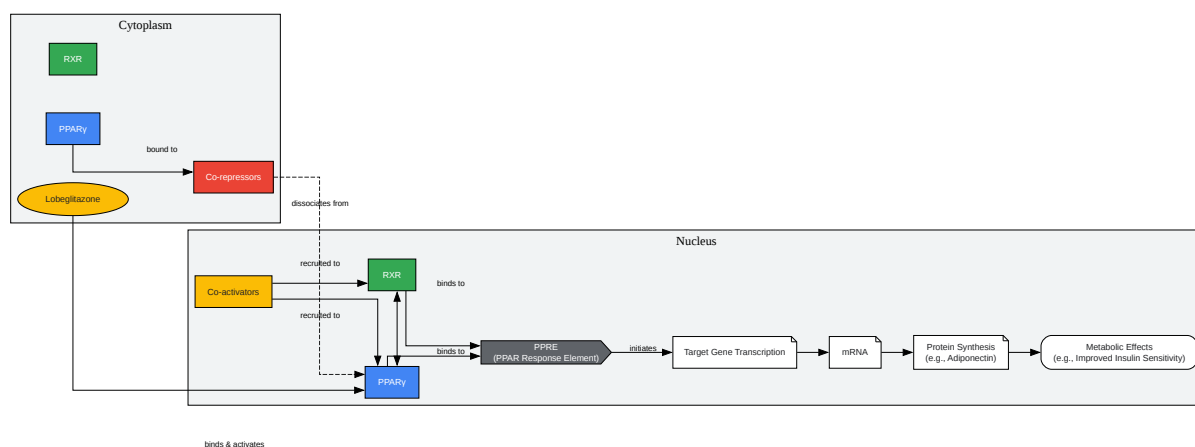 Cytoplasm
RXR
PPARγ
bound to
Co-repressors
Lobeglitazone
dissociates from
Nucleus
recruited to
RXR
binds to
Co-activators
recruited to
binds to
PPRE
(PPAR Response Element)
initiates
Target Gene Transcription
mRNA
Protein Synthesis
(e.g., Adiponectin)
Metabolic Effects
(e.g., Improved Insulin Sensitivity)
PPARγ
binds & activates